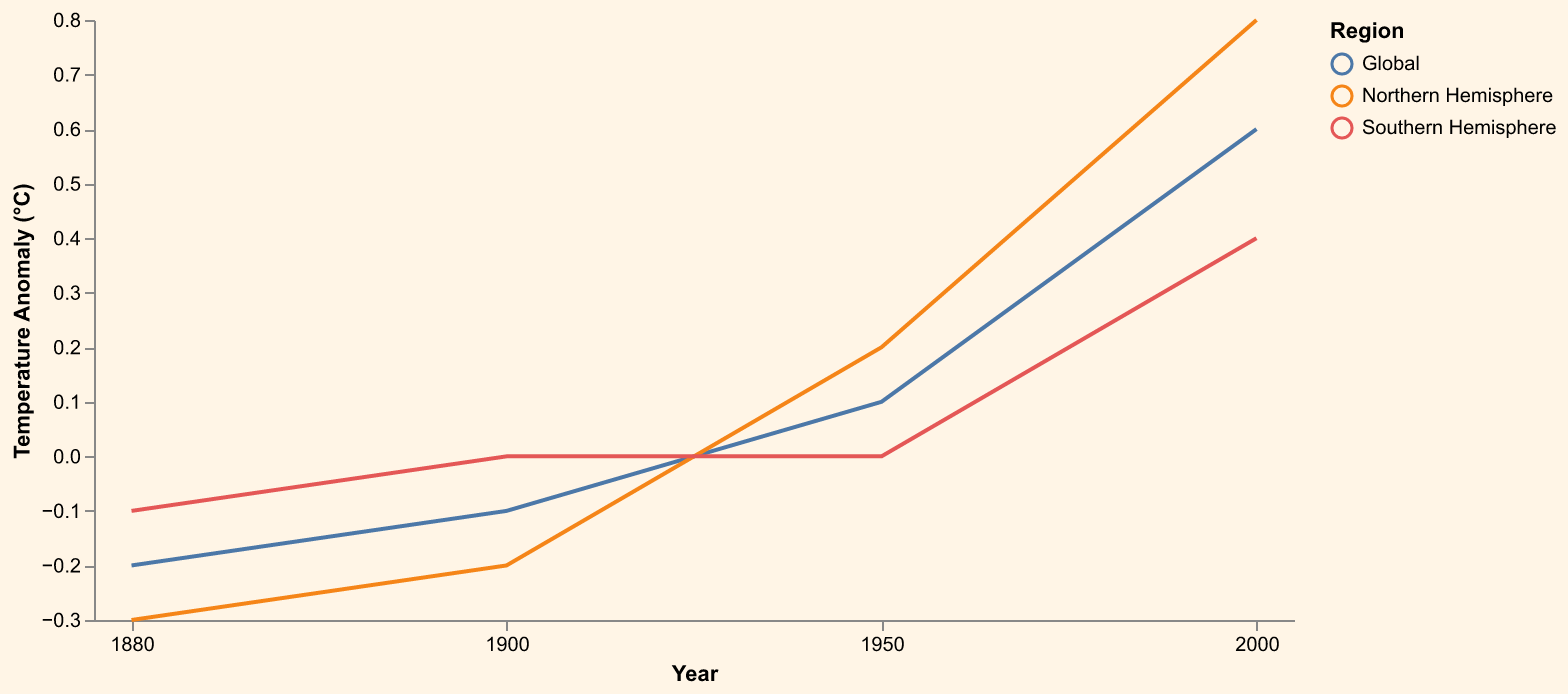 0.8
0.7
0.6
0.5
0.4
0.3
0.2
0.1
0.0
−0.1
−0.2
−0.3
Temperature Anomaly (°C)
1880 1900 1950 2000
Year
Region
Global
Northern Hemisphere
Southern Hemisphere